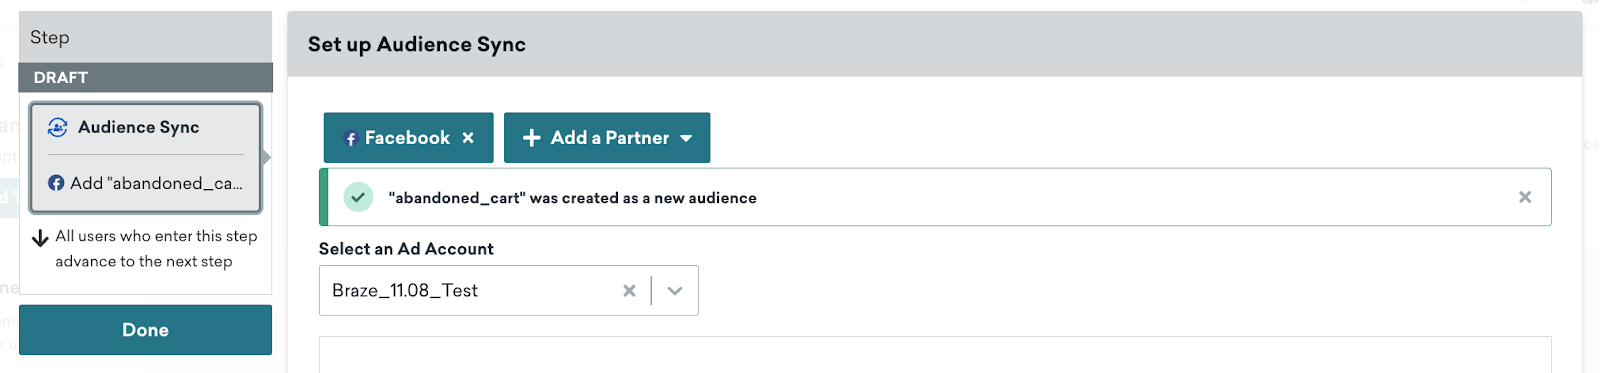 Step
DRAFT
Audience Sync
Add "abandoned_ca...
All users who enter this step
advance to the next step
Done
Set up Audience Sync
Facebook
Add a Partner
"abandoned_cart" was created as a new audience
Select an Ad Account
Braze_11.08_Test